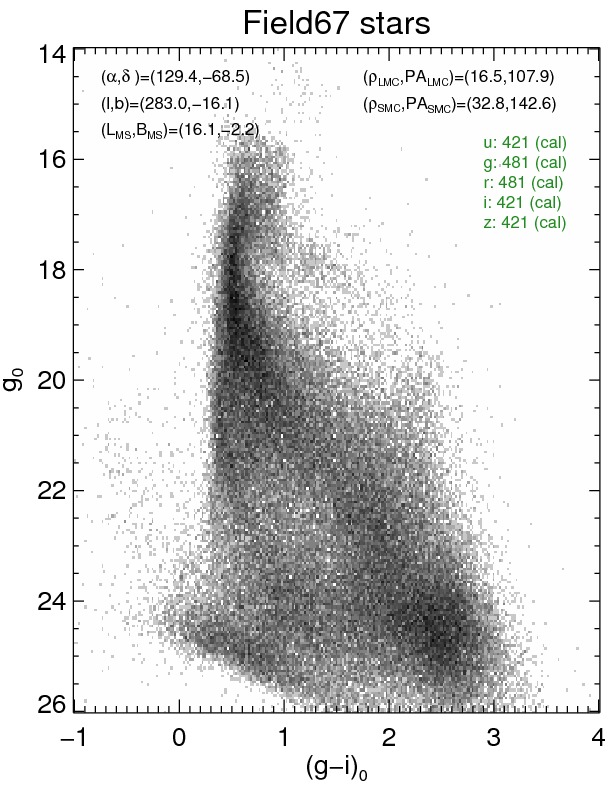 Field67 stars
(α,δ )=(129.4,−68.5)
(ρLMC,PALMC)=(16.5,107.9)
(l,b)=(283.0,−16.1)
(ρSMC,PASMC)=(32.8,142.6)
(LMS,BMS)=(16.1,−2.2)
u: 421 (cal)
g: 481 (cal)
r: 481 (cal)
i: 421 (cal)
z: 421 (cal)
14
16
18
20
22
24
26
g0
−1 0 1 2 3 4
(g−i)0